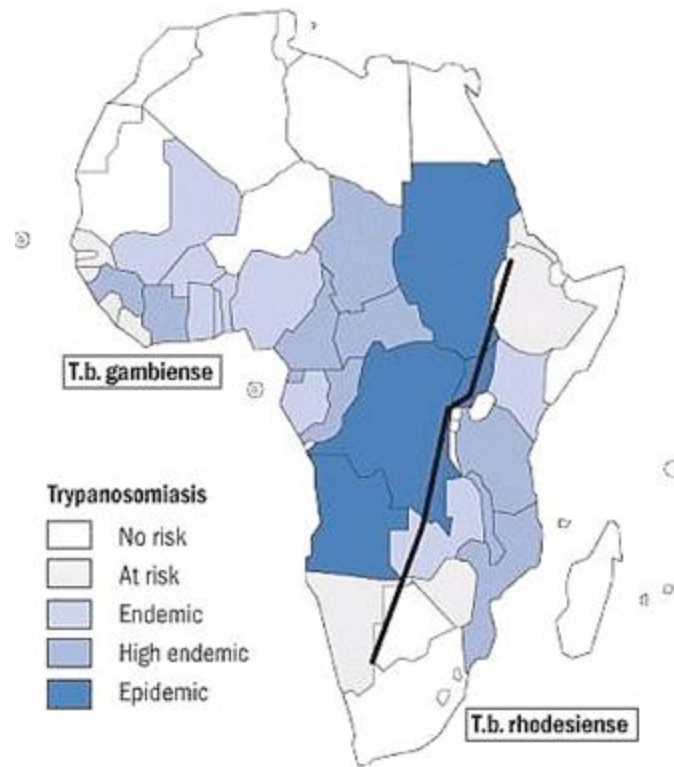 T.b. gambiense
Trypanosomiasis
No risk
At risk
Endemic
High endemic
Epidemic
T.b. rhodesiense